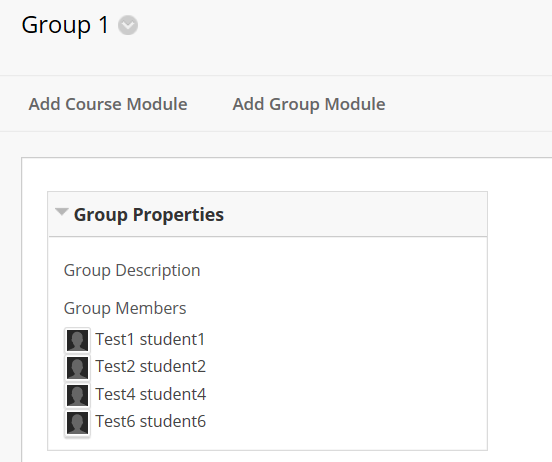 Group 1
Add Course Module Add Group Module
Group Properties
Group Description
Group Members
Test1 student1
Test2 student2
Test4 student4
Test6 student6